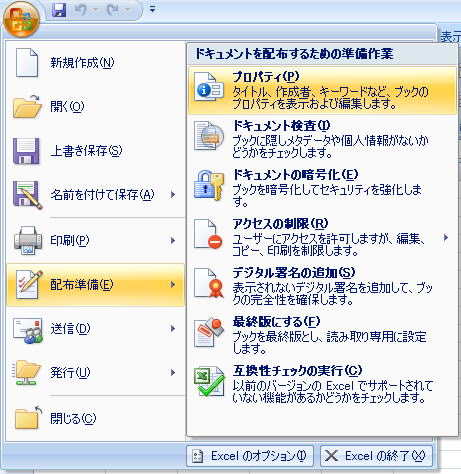 表示
新規作成(N)
開く(O)
上書き保存(S)
名前を付けて保存(A)
印刷(P)
配布準備(E)
送信(D)
発行(U)
閉じる(C)
ドキュメントを配布するための準備作業
プロパティ(P)
タイトル、作成者、キーワードなど、ブックの
プロパティを表示および編集します。
ドキュメント検査(I)
ブックに隠しメタデータや個人情報がないか
どうかをチェックします。
ドキュメントの暗号化(E)
ブックを暗号化してセキュリティを強化しま
す。
アクセスの制限(R)
ユーザーにアクセスを許可しますが、編集、
コピー、印刷を制限します。
デジタル署名の追加(S)
表示されないデジタル署名を追加して、ブッ
クの完全性を確保します。
最終版にする(F)
ブックを最終版とし、読み取り専用に設定
します。
互換性チェックの実行(C)
以前のバージョンの Excel でサポートされて
いない機能があるかどうかをチェックします。
Excel のオプション(I)
Excel の終了(X)